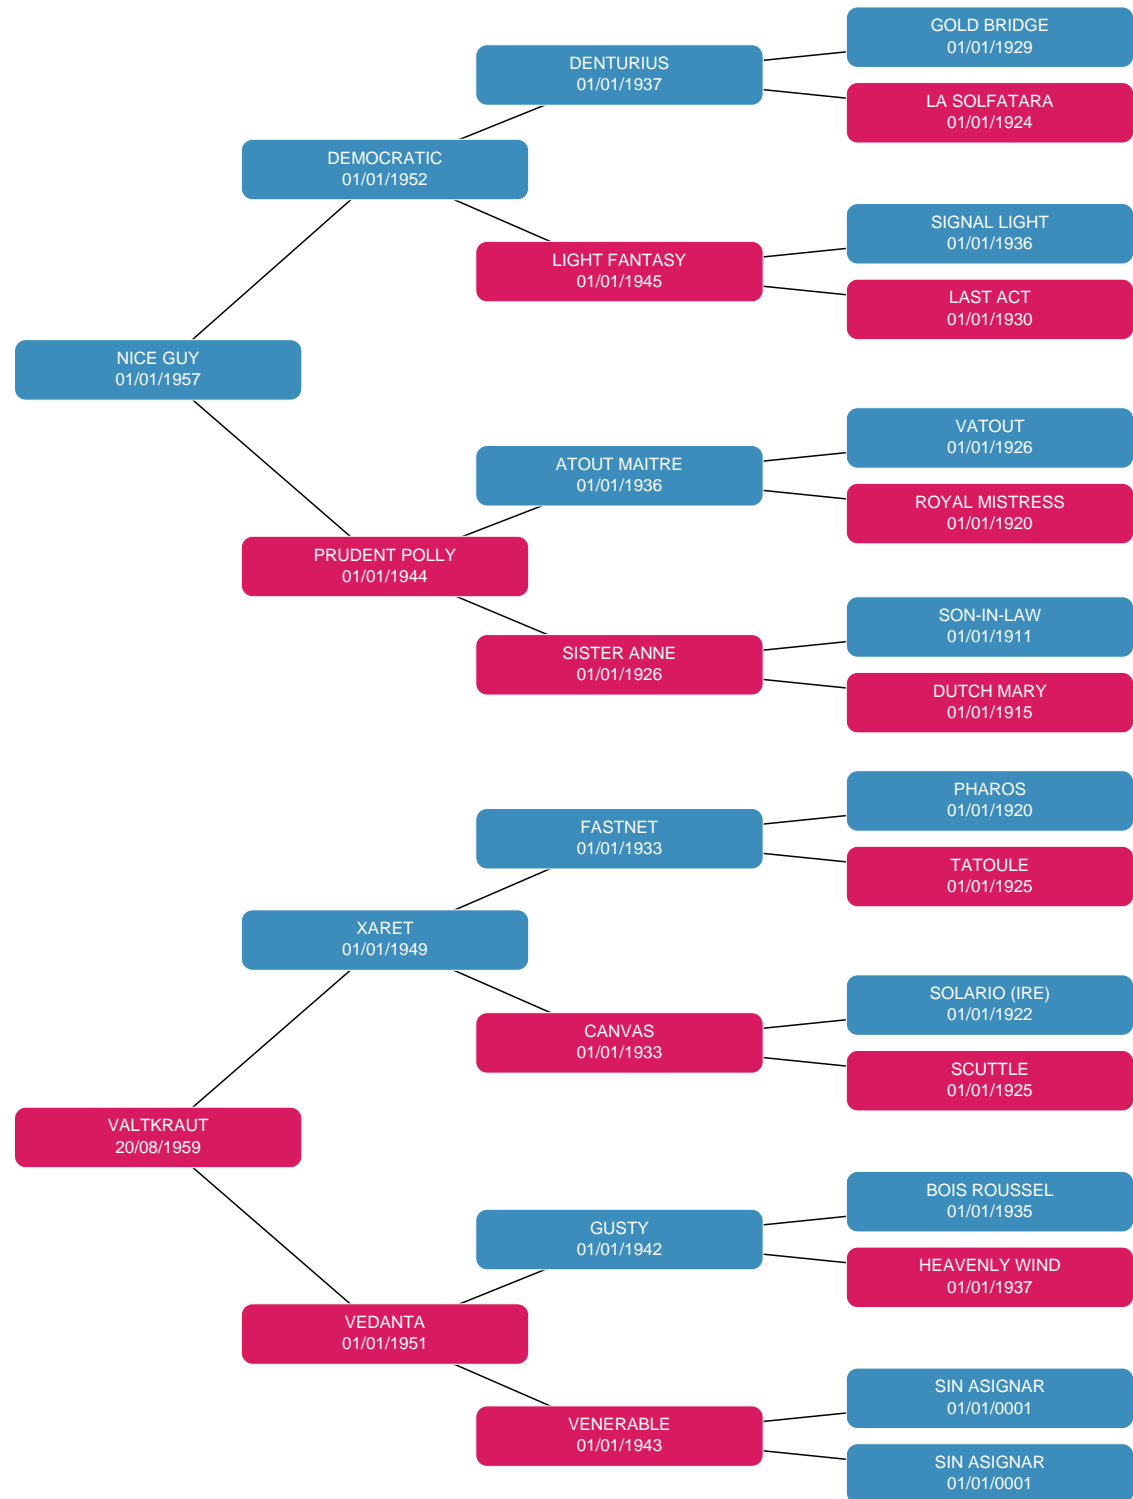 GOLD BRIDGE
01/01/1929
DENTURIUS
01/01/1937
LA SOLFATARA
01/01/1924
DEMOCRATIC
01/01/1952
SIGNAL LIGHT
01/01/1936
LIGHT FANTASY
01/01/1945
LAST ACT
01/01/1930
NICE GUY
01/01/1957
VATOUT
01/01/1926
ATOUT MAITRE
01/01/1936
ROYAL MISTRESS
01/01/1920
PRUDENT POLLY
01/01/1944
SON-IN-LAW
01/01/1911
SISTER ANNE
01/01/1926
DUTCH MARY
01/01/1915
PHAROS
01/01/1920
FASTNET
01/01/1933
TATOULE
01/01/1925
XARET
01/01/1949
SOLARIO (IRE)
01/01/1922
CANVAS
01/01/1933
SCUTTLE
01/01/1925
VALTKRAUT
20/08/1959
BOIS ROUSSEL
01/01/1935
GUSTY
01/01/1942
HEAVENLY WIND
01/01/1937
VEDANTA
01/01/1951
SIN ASIGNAR
01/01/0001
VENERABLE
01/01/1943
SIN ASIGNAR
01/01/0001